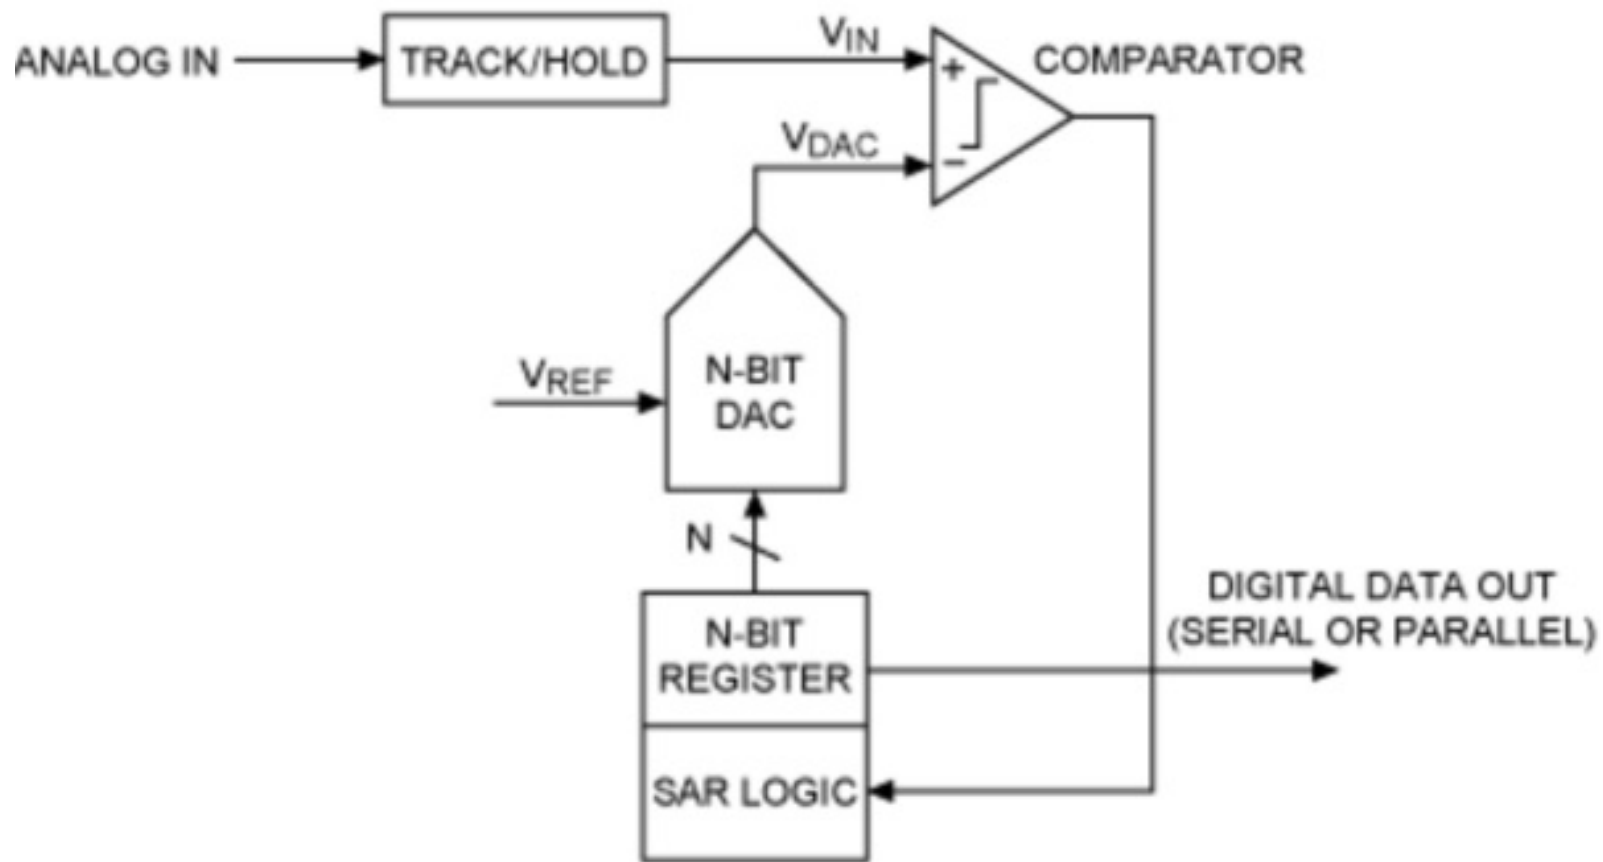 ANALOG IN
TRACK/HOLD
VIN
+
COMPARATOR
VDAC
−
VREF
N-BIT
DAC
N
DIGITAL DATA OUT
(SERIAL OR PARALLEL)
N-BIT
REGISTER
SAR LOGIC